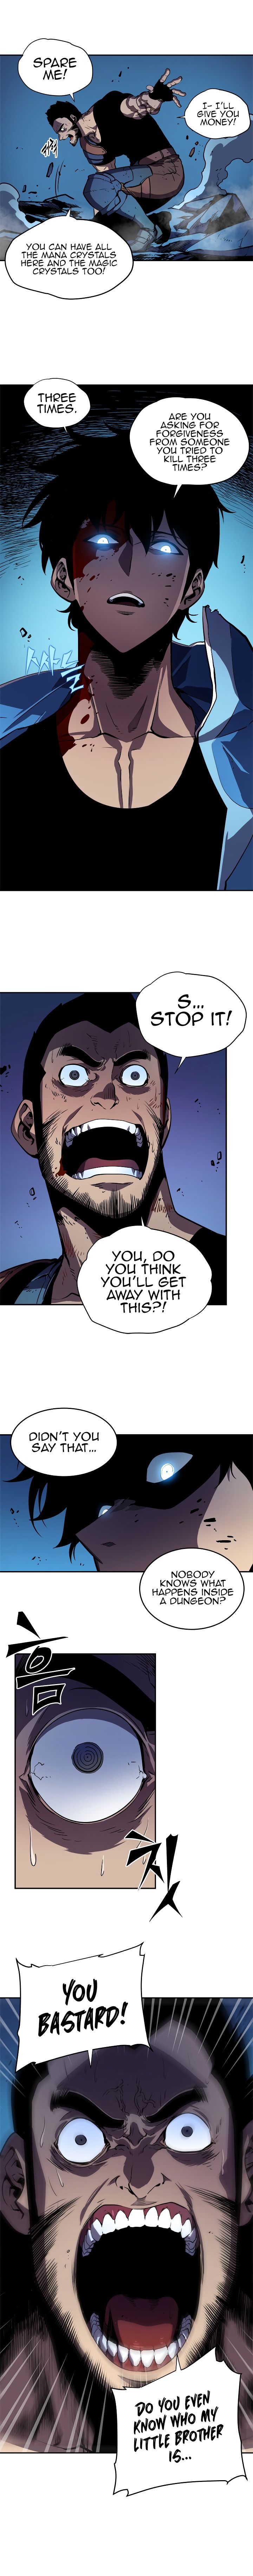 SPARE
ME!
I- I'LL
GIVE YOU
MONEY!
YOU CAN HAVE ALL
THE MANA CRYSTALS
HERE AND THE MAGIC
CRYSTALS TOO!
THREE
TIMES.
ARE YOU
ASKING FOR
FORGIVENESS
FROM SOMEONE
YOU TRIED TO
KILL THREE
TIMES?
S...
STOP IT!
YOU, DO
YOU THINK
YOU'LL GET
AWAY WITH
THIS?!
DIDN'T YOU
SAY THAT...
NOBODY
KNOWS WHAT
HAPPENS INSIDE
A DUNGEON?
흠
칫
YOU
BASTARD!
DO YOU EVEN
KNOW WHO MY
LITTLE BROTHER
IS...